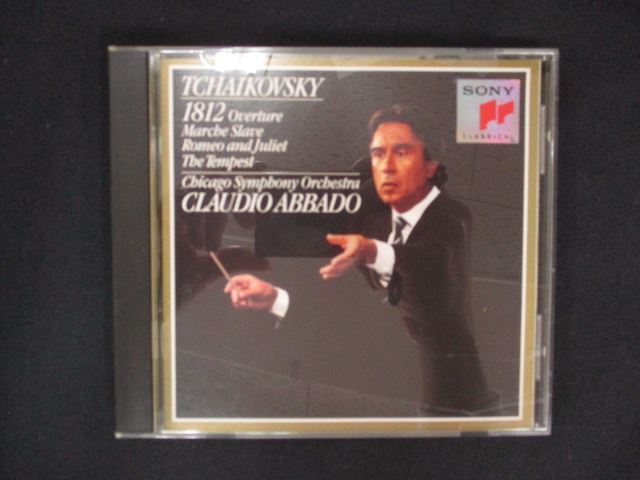 TCHAIKOVSKY
1812 Overture
Marche Slave
Romeo and Juliet
The Tempest
Chicago Symphony Orchestra
CLAUDIO ABBADO
SONY
CLASSICAL